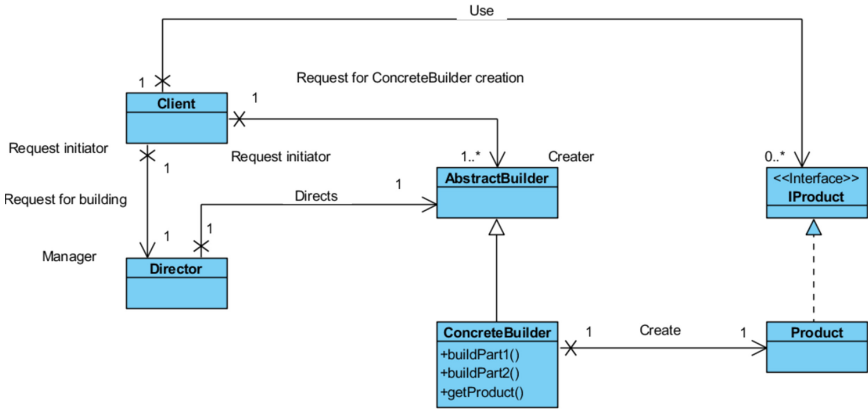 Use
1
Request for ConcreteBuilder creation
Client
1
Request initiator
1
Request initiator
1..*
Creater
0..*
AbstractBuilder
<<Interface>>
IProduct
Request for building
Directs
1
1
1
Manager
Director
ConcreteBuilder
+buildPart1()
+buildPart2()
+getProduct()
1
Create
1
Product